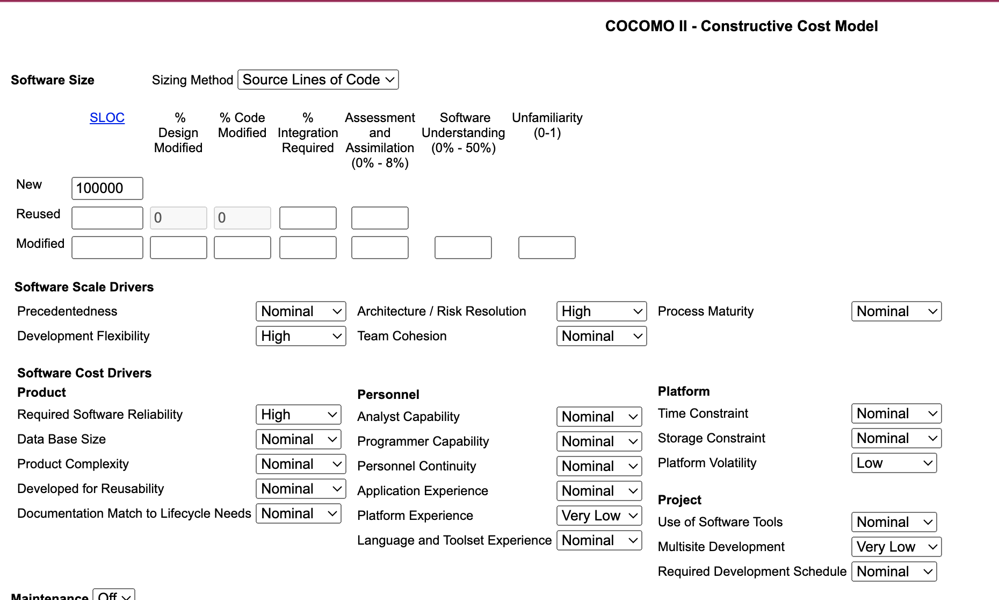 COCOMO II - Constructive Cost Model
Software Size
Sizing Method Source Lines of Code
SLOC
% Design Modified
% Code Modified
% Integration Required
Assessment and Assimilation (0% - 8%)
Software Understanding (0% - 50%)
Unfamiliarity (0-1)
New 100000
Reused 0 0
Modified
Software Scale Drivers
Precedentedness Nominal
Architecture / Risk Resolution High
Process Maturity Nominal
Development Flexibility High
Team Cohesion Nominal
Software Cost Drivers
Product
Required Software Reliability High
Data Base Size Nominal
Product Complexity Nominal
Developed for Reusability Nominal
Documentation Match to Lifecycle Needs Nominal
Personnel
Analyst Capability Nominal
Programmer Capability Nominal
Personnel Continuity Nominal
Application Experience Nominal
Platform Experience Very Low
Language and Toolset Experience Nominal
Platform
Time Constraint Nominal
Storage Constraint Nominal
Platform Volatility Low
Project
Use of Software Tools Nominal
Multisite Development Very Low
Required Development Schedule Nominal
Maintenance Off